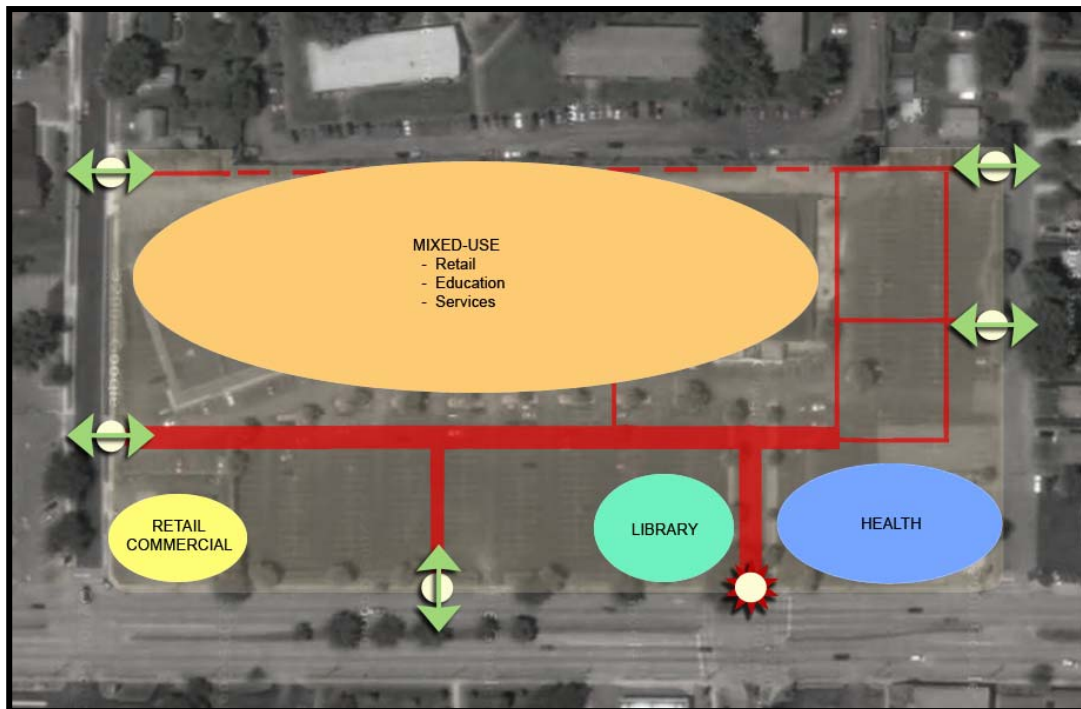 MIXED-USE
- Retail
- Education
- Services
RETAIL
COMMERCIAL
LIBRARY
HEALTH